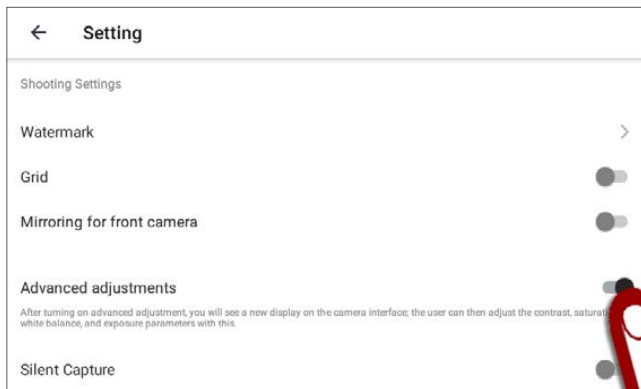 Setting
Shooting Settings
Watermark
Grid
Mirroring for front camera
Advanced adjustments
After turning on advanced adjustment, you will see a new display on the camera interface; the user can then adjust the contrast,
white balance, and exposure parameters with this
Silent Capture